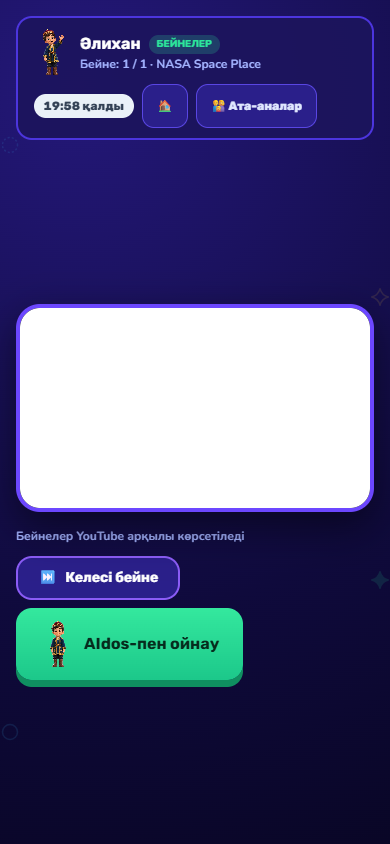 Әлихан
БЕЙНЕЛЕР
Бейне: 1 / 1 · NASA Space Place
19:58 қалды
Ата-аналар
Бейнелер YouTube арқылы көрсетіледі
Келесі бейне
Aldos-пен ойнау